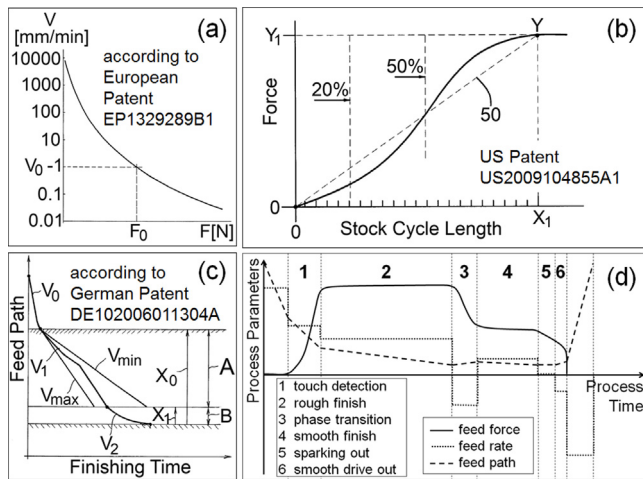 V
[mm/min]
(a)
10000
1000
100
10
V₀ -1
0.1
0.01
F₀
F[N]
according to
European
Patent
EP1329289B1
(b)
Y₁
Y
50%
20%
50
Force
0
0
X₁
Stock Cycle Length
US Patent
US2009104855A1
(c)
according to
German Patent
DE102006011304A
V₀
V₁
Vmax
Vmin
V₂
X₀
X₁
A
B
Feed Path
Finishing Time
(d)
1 2 3 4 5 6
Process Parameters
Process
Time
1 touch detection
2 rough finish
3 phase transition
4 smooth finish
5 sparking out
6 smooth drive out
feed force
feed rate
feed path